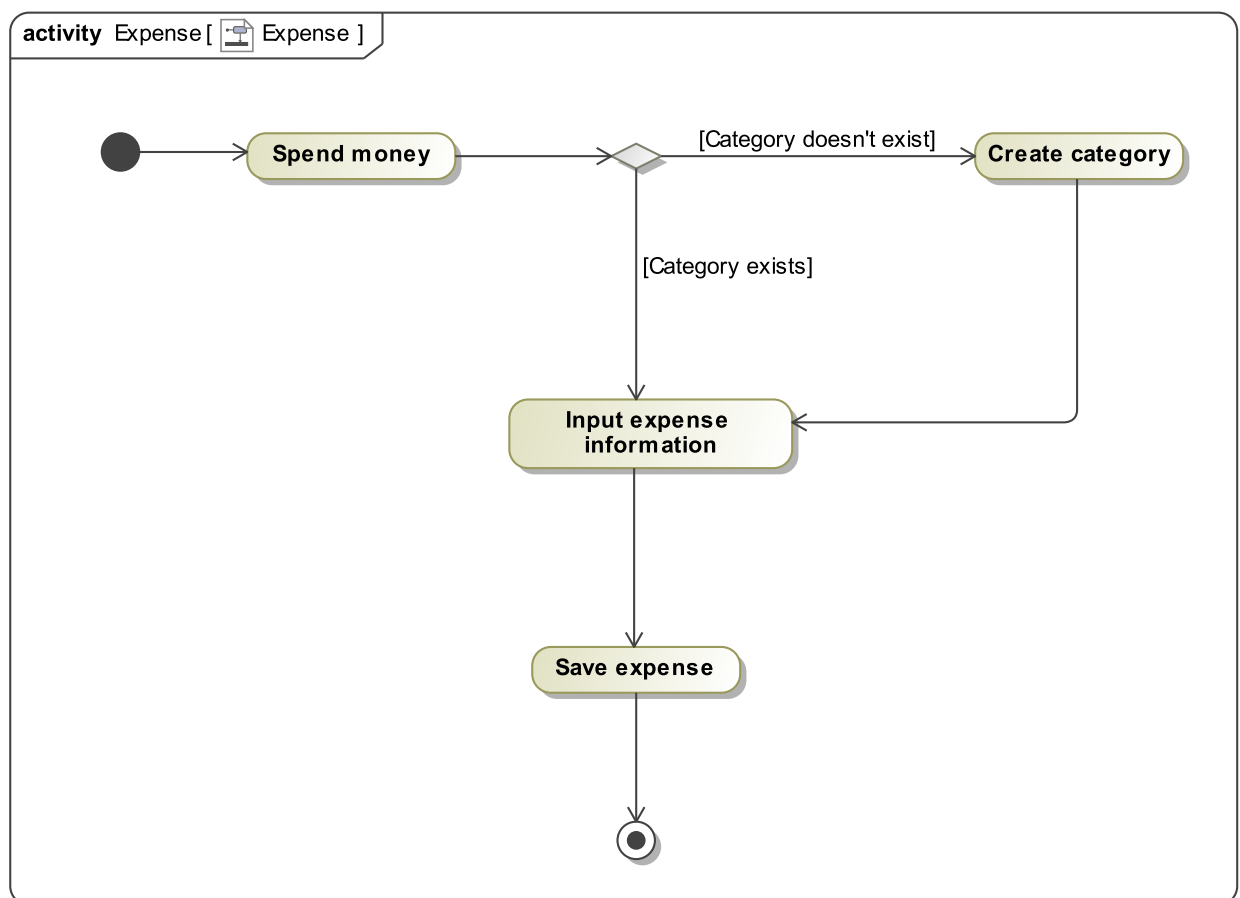 activity Expense [ Expense ]
[Category doesn't exist]
Spend money
Create category
[Category exists]
Input expense
information
Save expense